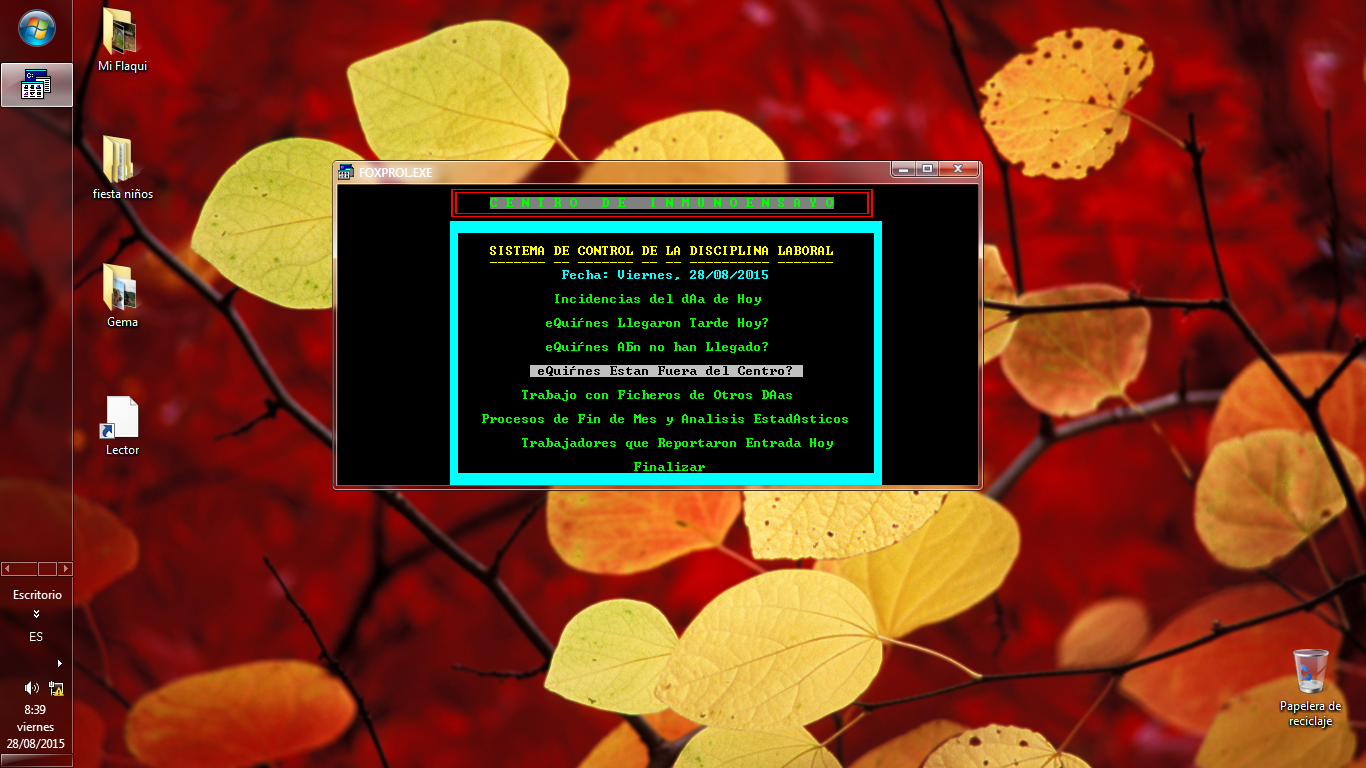 Mi Flaqui
fiesta niños
Gema
Lector
FOXPROL.EXE
CENTRO DE INMUNOENSAYO
SISTEMA DE CONTROL DE LA DISCIPLINA LABORAL
Fecha: Viernes, 28/08/2015
Incidencias del dAa de Hoy
eQuiŕnes Llegaron Tarde Hoy?
eQuiŕnes AБn no han Llegado?
eQuiŕnes Estan Fuera del Centro?
Trabajo con Ficheros de Otros DAas
Procesos de Fin de Mes y Analisis EstadAsticos
Trabajadores que Reportaron Entrada Hoy
Finalizar
Escritorio
ES
8:39
viernes
28/08/2015
Papelera de
reciclaje